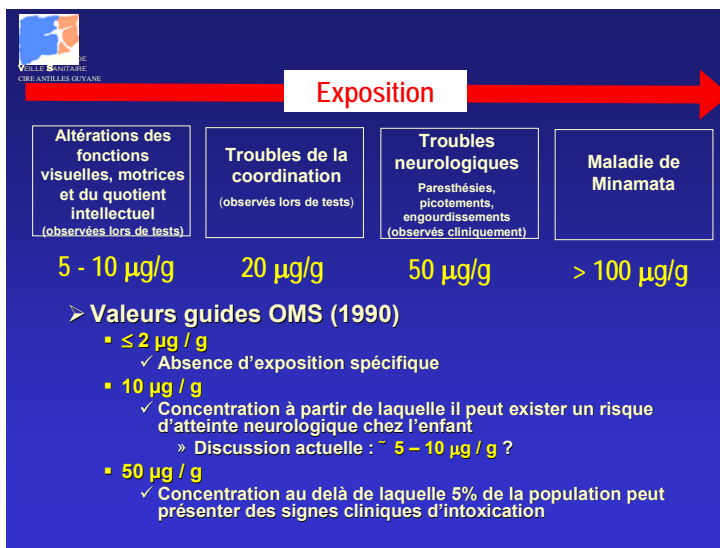 DE
VEILLE SANITAIRE
CIRE ANTILLES GUYANE
Exposition
Altérations des
fonctions
visuelles, motrices
et du quotient
intellectuel
(observées lors de tests)
Troubles de la
coordination
(observés lors de tests)
Troubles
neurologiques
Paresthésies,
picotements,
engourdissements
(observés cliniquement)
Maladie de
Minamata
5 - 10 µg/g
20 µg/g
50 µg/g
> 100 µg/g
➢ Valeurs guides OMS (1990)
▪ ≤ 2 µg / g
✓ Absence d’exposition spécifique
▪ 10 µg / g
✓ Concentration à partir de laquelle il peut exister un risque
d’atteinte neurologique chez l’enfant
» Discussion actuelle : ~ 5 – 10 µg / g ?
▪ 50 µg / g
✓ Concentration au delà de laquelle 5% de la population peut
présenter des signes cliniques d’intoxication